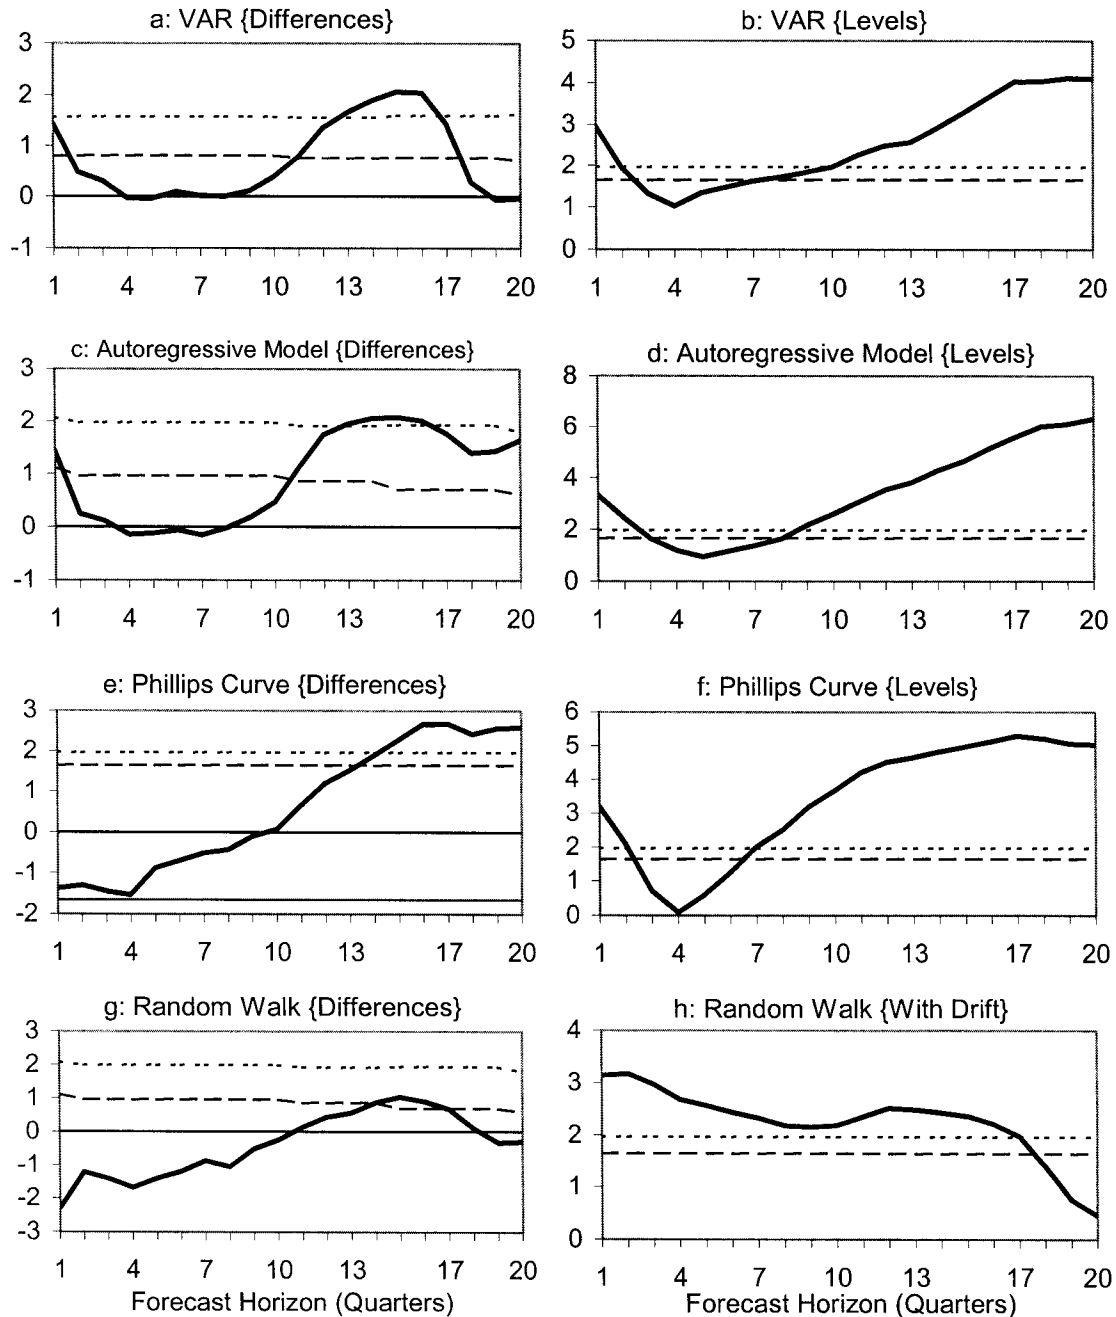 a: VAR {Differences}
3
2
1
0
-1
1 4 7 10 13 17 20
b: VAR {Levels}
5
4
3
2
1
0
1 4 7 10 13 17 20
c: Autoregressive Model {Differences}
3
2
1
0
-1
1 4 7 10 13 17 20
d: Autoregressive Model {Levels}
8
6
4
2
0
1 4 7 10 13 17 20
e: Phillips Curve {Differences}
3
2
1
0
-1
-2
1 4 7 10 13 17 20
f: Phillips Curve {Levels}
6
5
4
3
2
1
0
1 4 7 10 13 17 20
g: Random Walk {Differences}
3
2
1
0
-1
-2
-3
1 4 7 10 13 17 20
Forecast Horizon (Quarters)
h: Random Walk {With Drift}
4
3
2
1
0
1 4 7 10 13 17 20
Forecast Horizon (Quarters)